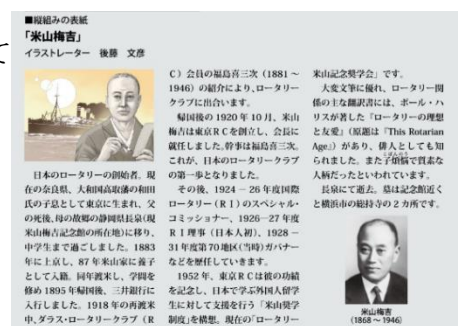 て
■縦組みの表紙
「米山梅吉」
イラストレーター 後藤 文彦
日本のロータリーの創始者。現
在の奈良県、大和国高取藩の和田
氏の子息として東京に生まれ、父
の死後、母の故郷の静岡県長泉(現
米山梅吉記念館の所在地)に移り、
中学生まで過ごしました。1883
年に上京し、87年米山家に養子
として入籍。同年渡米し、学問を
修め1895年帰国後、三井銀行に
入行しました。1918年の再渡米
中、ダラス・ロータリークラブ(R
C)会員の福島喜三次(1881~
1946)の紹介により、ロータリー
クラブに出合います。
帰国後の1920年10月、米山
梅吉は東京RCを創立し、会長に
就任しました。幹事は福島喜三次。
これが、日本のロータリークラブ
の第一歩となりました。
その後、1924-26年度国際
ロータリー(RI)のスペシャル・
コミッショナー、1926-27年度
RI理事(日本人初)、1928-
31年度第70地区(当時)ガバナー
などを歴任していきます。
1952年、東京RCは彼の功績
を記念し、日本で学ぶ外国人留学
生に対して支援を行う「米山奨学
制度」を構想。現在の「ロータリー
米山記念奨学会」です。
大変文筆に優れ、ロータリー関
係の主な翻訳書には、ポール・ハ
リスが著した「ロータリーの理想
と友愛」(原題は『This Rotarian
Age』)があり、俳人としても知
られました。また子煩悩で質素な
人柄だったといわれています。
長泉にて逝去。墓は記念館近く
と横浜市の総持寺の2カ所です。
米山梅吉
(1868~1946)